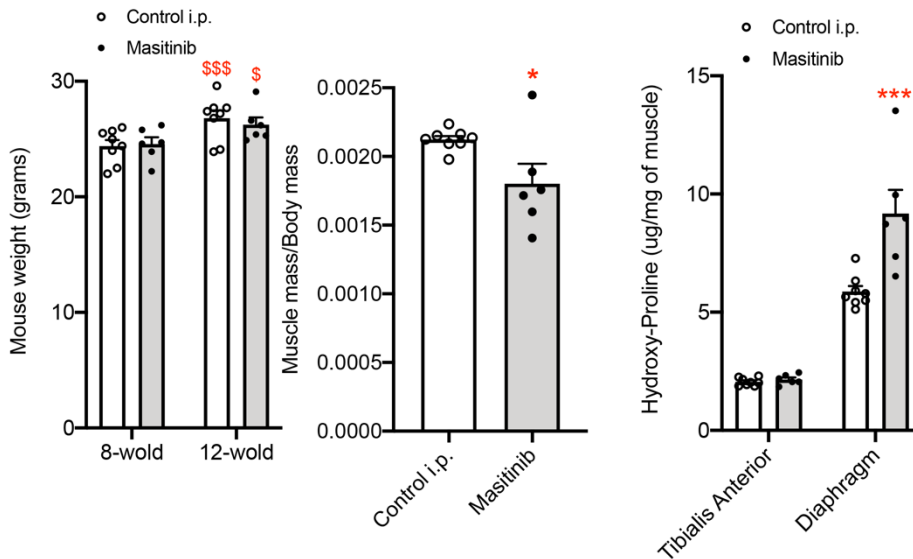 Control i.p.
Masitinib
Mouse weight (grams)
30
20
10
0
$$$
$
8-wold
12-wold
Muscle mass/Body mass
0.0025
0.0020
0.0015
0.0010
0.0005
0.0000
*
Control i.p.
Masitinib
Control i.p.
Masitinib
Hydroxy-Proline (ug/mg of muscle)
15
10
5
0
***
Tibialis Anterior
Diaphragm